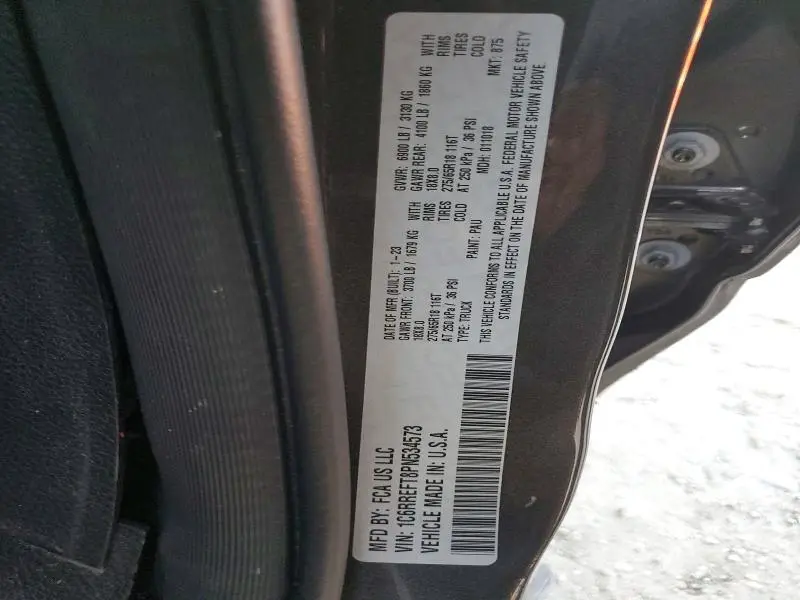 MFD BY: FCA US LLC
VIN: 1C6RREFT8PN534573
VEHICLE MADE IN: U.S.A.
DATE OF MFR (BUILT): 1-23
GVWR: 6900 LB / 3130 KG
GAWR FRONT: 3700 LB / 1679 KG WITH
GAWR REAR: 4100 LB / 1860 KG WITH
18X8.0 RIMS
18X8.0 RIMS
275/65R18 116T TIRES
275/65R18 116T TIRES
AT 250 kPa / 36 PSI COLD
AT 250 kPa / 36 PSI COLD
TYPE: TRUCK PAINT: PAU MDH: 011018 MKT: 875
THIS VEHICLE CONFORMS TO ALL APPLICABLE U.S.A. FEDERAL MOTOR VEHICLE SAFETY
STANDARDS IN EFFECT ON THE DATE OF MANUFACTURE SHOWN ABOVE.